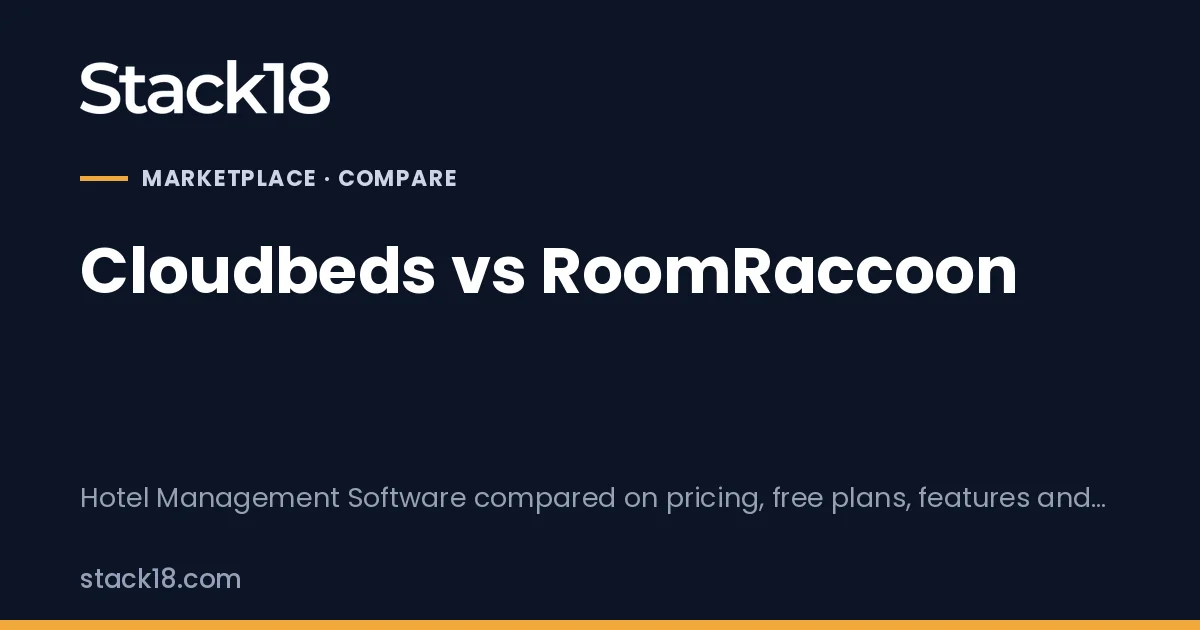 Stack18
MARKETPLACE · COMPARE
Cloudbeds vs RoomRaccoon
Hotel Management Software compared on pricing, free plans, features and...
stack18.com